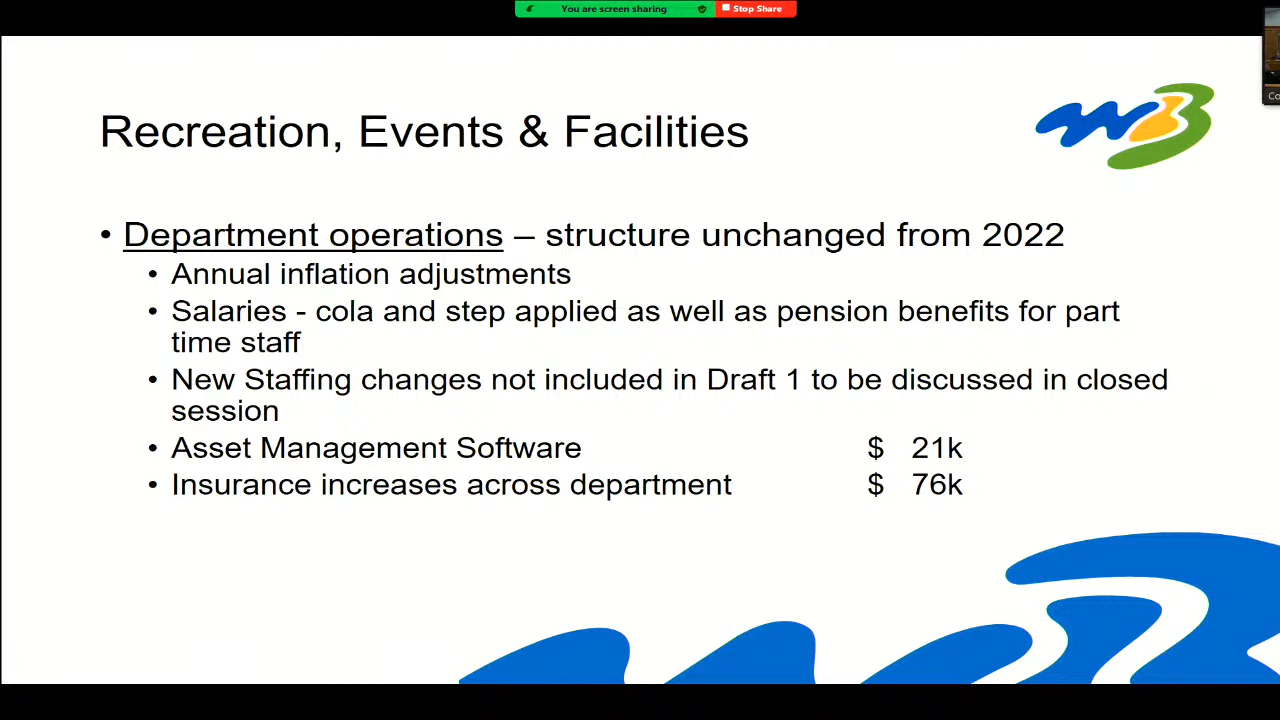 You are screen sharing Stop Share
Co
Recreation, Events & Facilities
• Department operations – structure unchanged from 2022
• Annual inflation adjustments
• Salaries - cola and step applied as well as pension benefits for part
time staff
• New Staffing changes not included in Draft 1 to be discussed in closed
session
• Asset Management Software $ 21k
• Insurance increases across department $ 76k